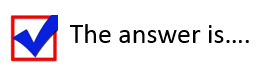 The answer is....